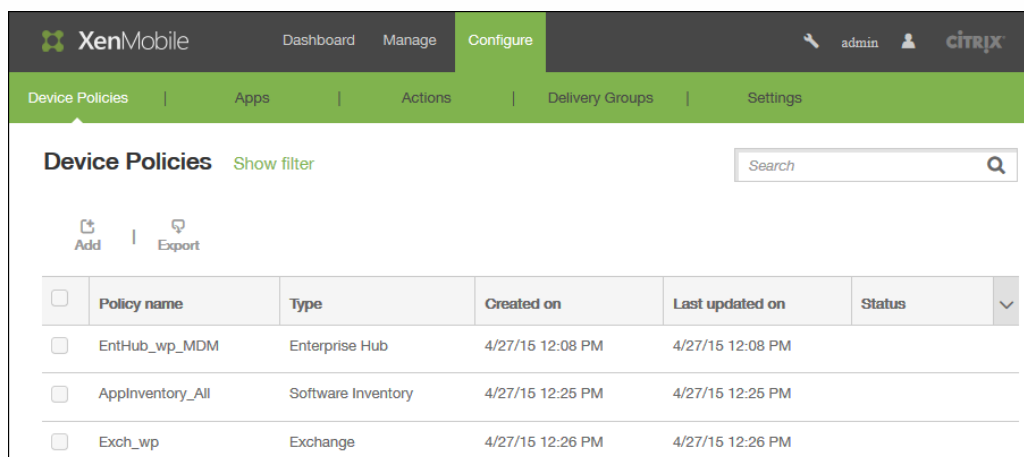 XenMobile Dashboard Manage Configure admin CITRIX
Device Policies | Apps | Actions | Delivery Groups | Settings
Device Policies Show filter Search
Add | Export
Policy name Type Created on Last updated on Status
EntHub_wp_MDM Enterprise Hub 4/27/15 12:08 PM 4/27/15 12:08 PM
AppInventory_All Software Inventory 4/27/15 12:25 PM 4/27/15 12:25 PM
Exch_wp Exchange 4/27/15 12:26 PM 4/27/15 12:26 PM